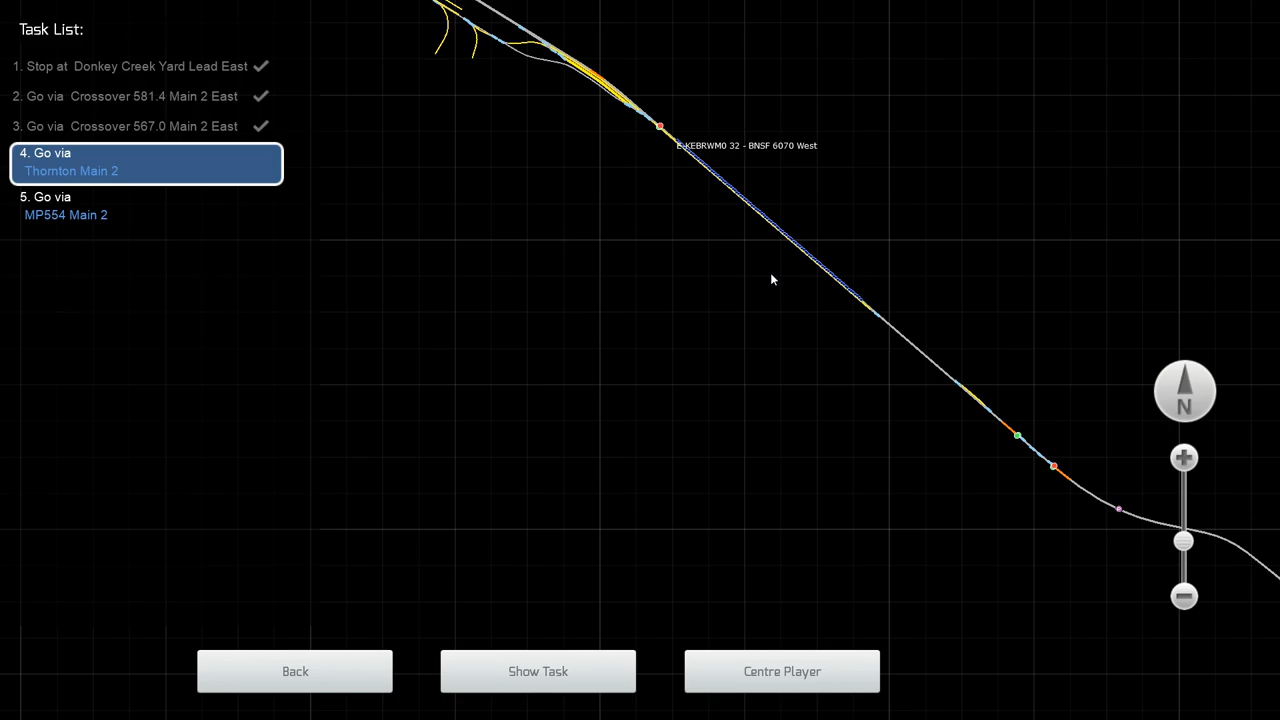 Task List:
1. Stop at Donkey Creek Yard Lead East
2. Go via Crossover 581.4 Main 2 East
3. Go via Crossover 567.0 Main 2 East
4. Go via
Thornton Main 2
5. Go via
MP554 Main 2
E-KEBRWM0 32 - BNSF 6070 West
N
Back
Show Task
Centre Player